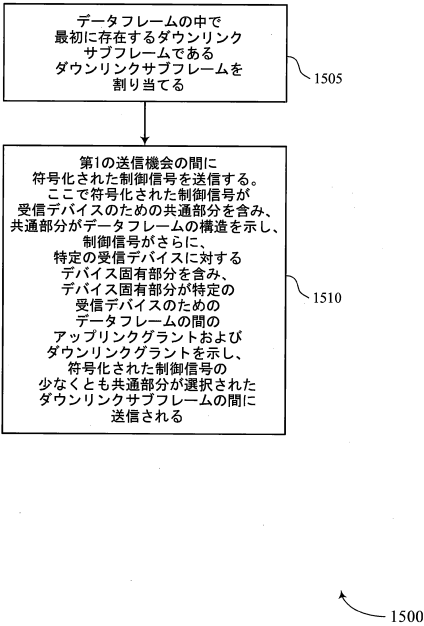 データフレームの中で
最初に存在するダウンリンク
サブフレームである
ダウンリンクサブフレームを
割り当てる
1505
第1の送信機会の間に
符号化された制御信号を送信する。
ここで符号化された制御信号が
受信デバイスのための共通部分を含み、
共通部分がデータフレームの構造を示し、
制御信号がさらに、
特定の受信デバイスに対する
デバイス固有部分を含み、
デバイス固有部分が特定の
受信デバイスのための
データフレームの間の
アップリンクグラントおよび
ダウンリンクグラントを示し、
符号化された制御信号の
少なくとも共通部分が選択された
ダウンリンクサブフレームの間に
送信される
1510
1500